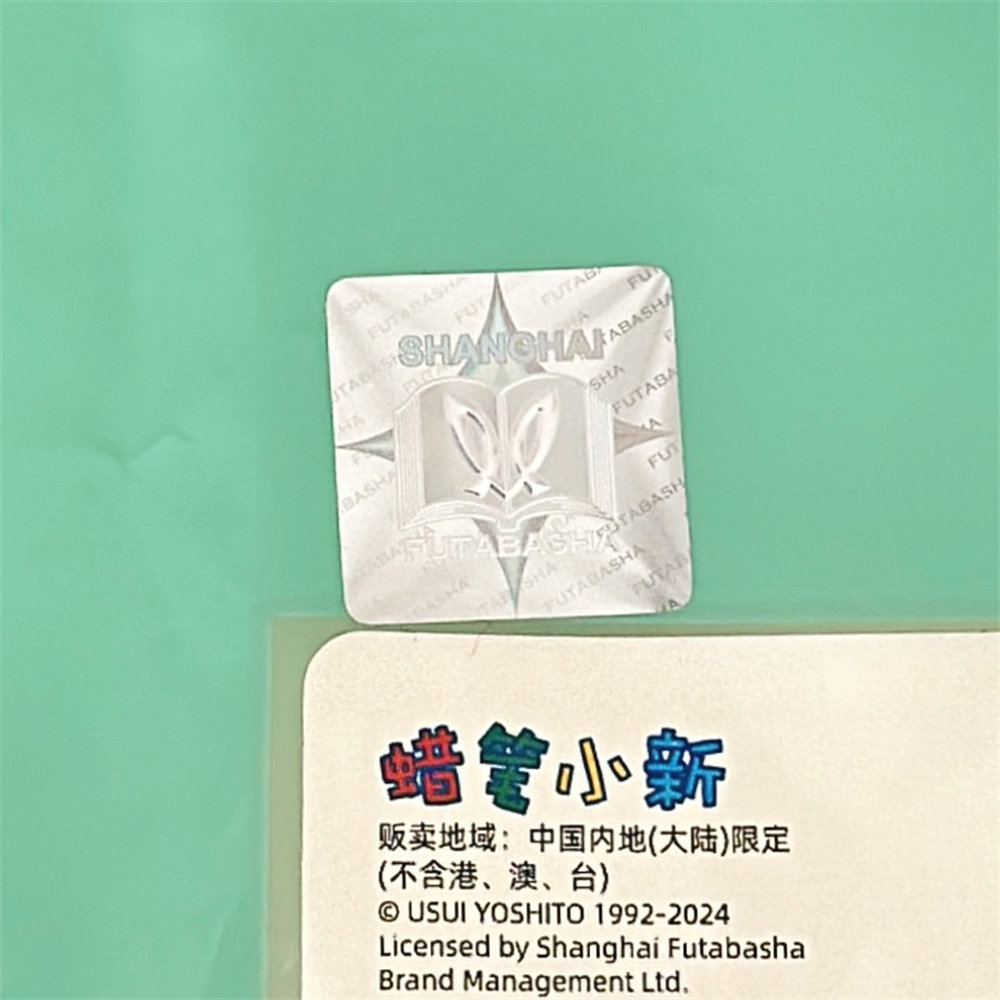 SHANGHAI
FUTABASHA
蜡笔小新
贩卖地域：中国内地(大陆)限定
(不含港、澳、台)
© USUI YOSHITO 1992-2024
Licensed by Shanghai Futabasha
Brand Management Ltd.